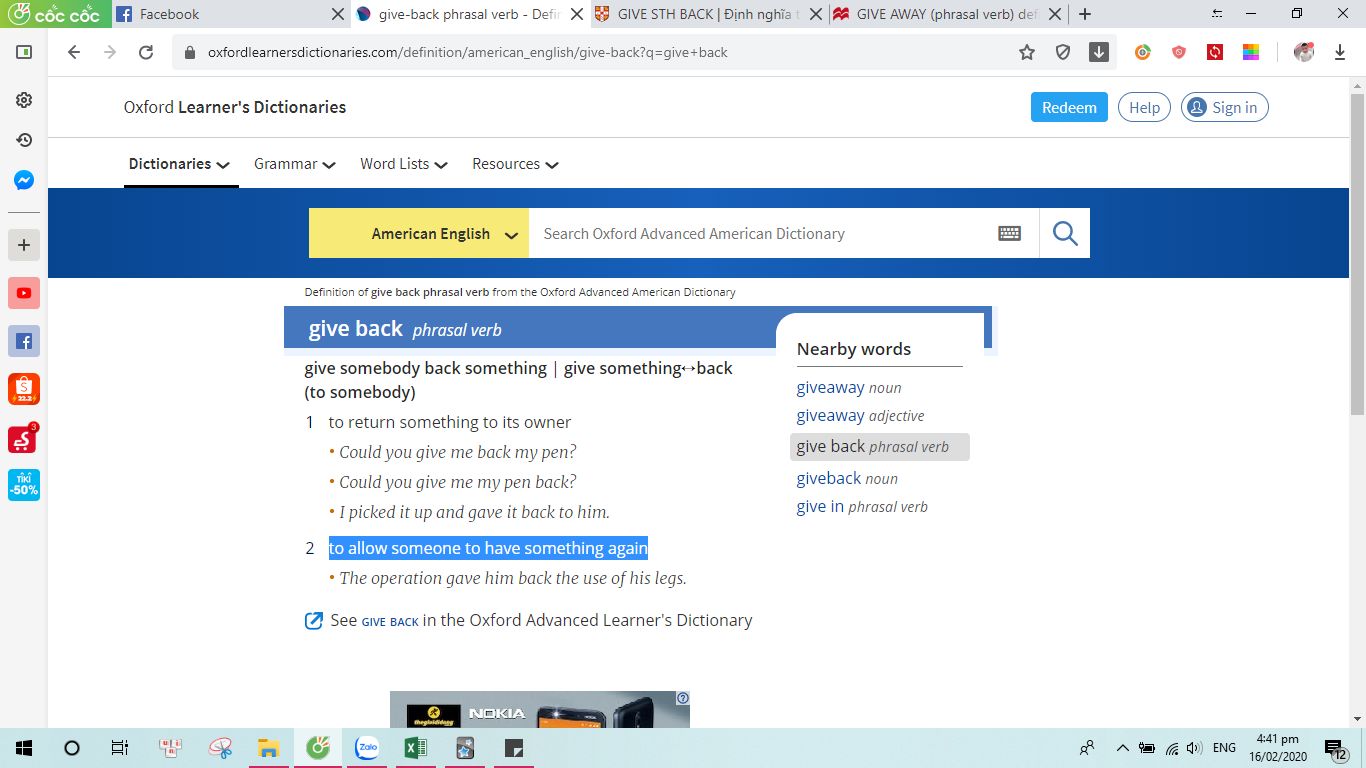 CỐC CỐC
Facebook
give-back phrasal verb - Defin
GIVE STH BACK | Định nghĩa t
GIVE AWAY (phrasal verb) def
oxfordlearnersdictionaries.com/definition/american_english/give-back?q=give+back
Oxford Learner's Dictionaries
Redeem
Help
Sign in
Dictionaries
Grammar
Word Lists
Resources
American English
Search Oxford Advanced American Dictionary
Definition of give back phrasal verb from the Oxford Advanced American Dictionary
give back phrasal verb
give somebody back something | give something↔back
(to somebody)
1 to return something to its owner
• Could you give me back my pen?
• Could you give me my pen back?
• I picked it up and gave it back to him.
2 to allow someone to have something again
• The operation gave him back the use of his legs.
See GIVE BACK in the Oxford Advanced Learner's Dictionary
Nearby words
giveaway noun
giveaway adjective
give back phrasal verb
giveback noun
give in phrasal verb
22.2
3
TIKI
-50%
thegioididong
NOKIA
Zalo
ENG
4:41 pm
16/02/2020
12